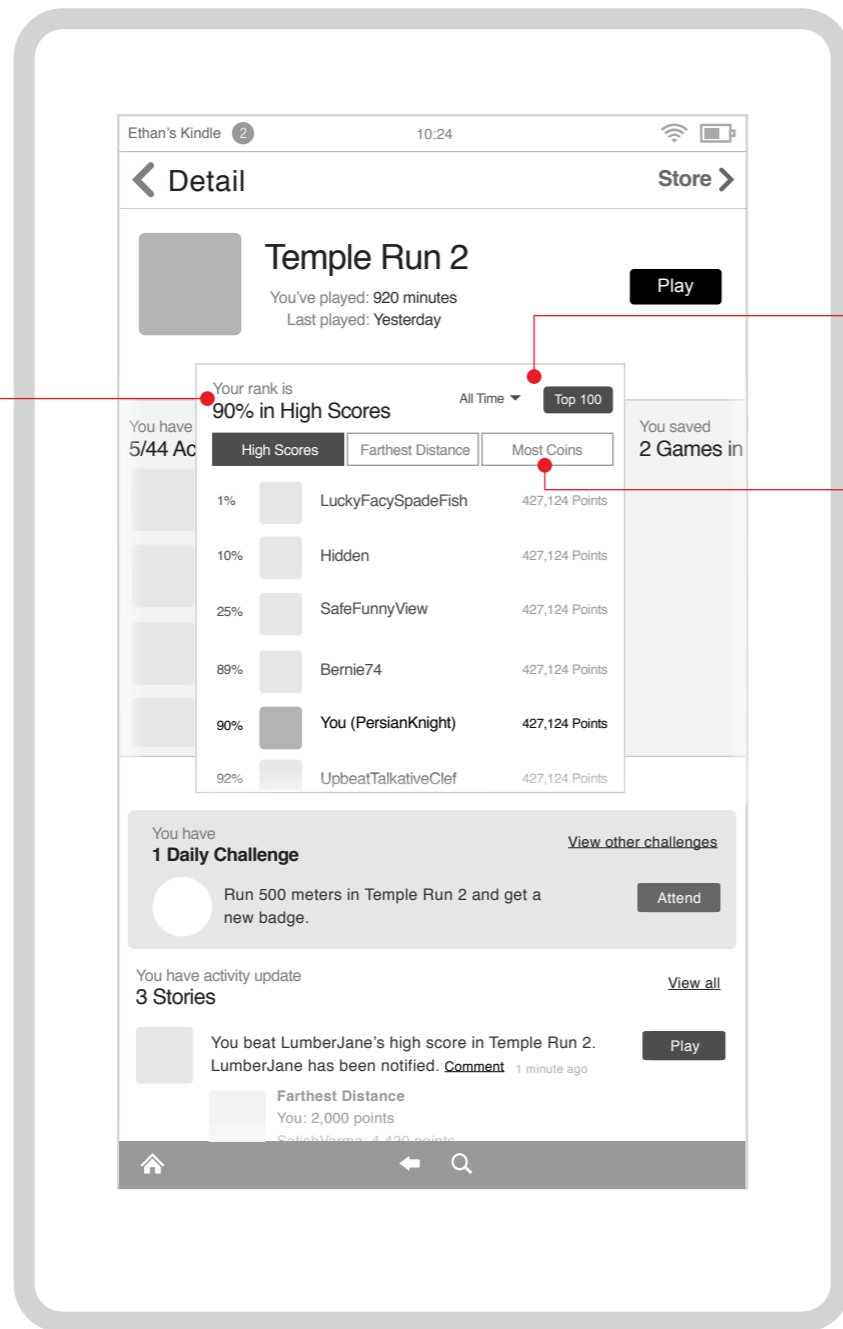 Ethan's Kindle 2 10:24
Detail Store
Temple Run 2
You've played: 920 minutes
Last played: Yesterday
Play
Your rank is
90% in High Scores
All Time
Top 100
You have
5/44 Ac
You saved
2 Games in
High Scores Farthest Distance Most Coins
1% LuckyFacySpadeFish 427,124 Points
10% Hidden 427,124 Points
25% SafeFunnyView 427,124 Points
89% Bernie74 427,124 Points
90% You (PersianKnight) 427,124 Points
92% UpbeatTalkativeClef 427,124 Points
You have
1 Daily Challenge
View other challenges
Run 500 meters in Temple Run 2 and get a
new badge.
Attend
You have activity update
3 Stories
View all
You beat LumberJane's high score in Temple Run 2.
LumberJane has been notified. Comment 1 minute ago
Play
Farthest Distance
You: 2,000 points
SatishVarma: 4,420 points